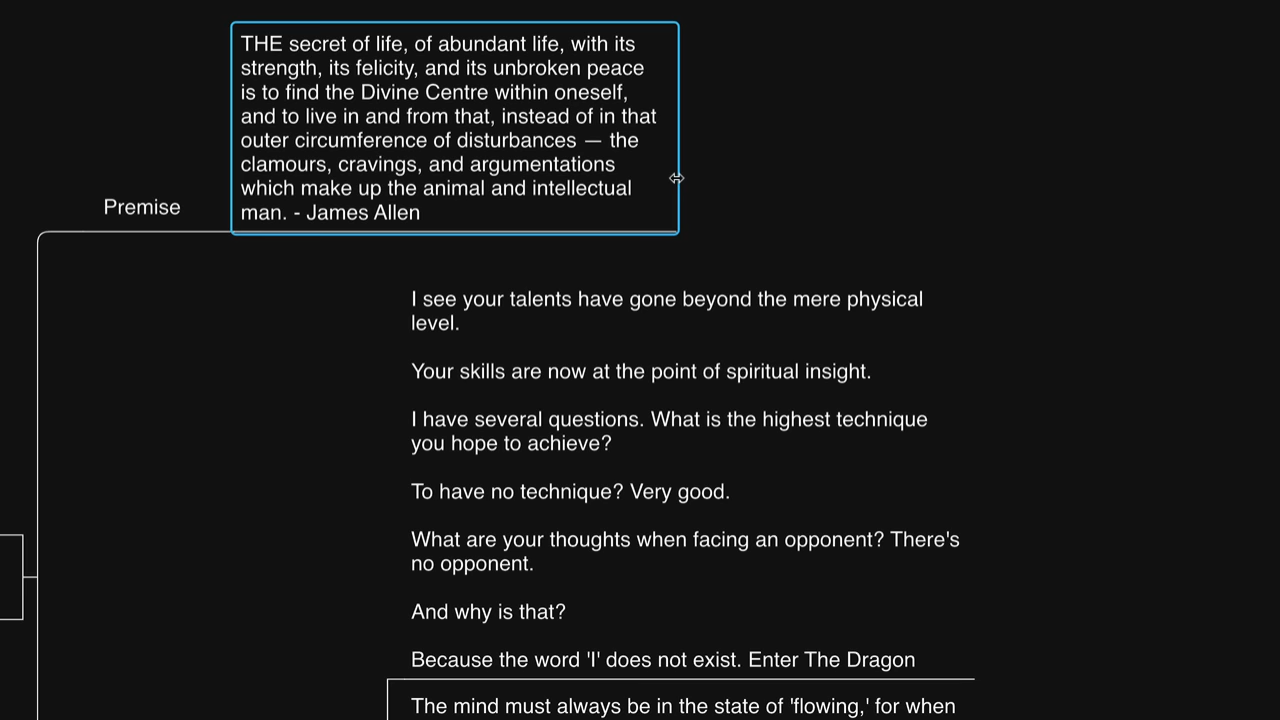 THE secret of life, of abundant life, with its
strength, its felicity, and its unbroken peace
is to find the Divine Centre within oneself,
and to live in and from that, instead of in that
outer circumference of disturbances — the
clamours, cravings, and argumentations
which make up the animal and intellectual
man. - James Allen
Premise
I see your talents have gone beyond the mere physical
level.
Your skills are now at the point of spiritual insight.
I have several questions. What is the highest technique
you hope to achieve?
To have no technique? Very good.
What are your thoughts when facing an opponent? There's
no opponent.
And why is that?
Because the word 'I' does not exist. Enter The Dragon
The mind must always be in the state of 'flowing,' for when